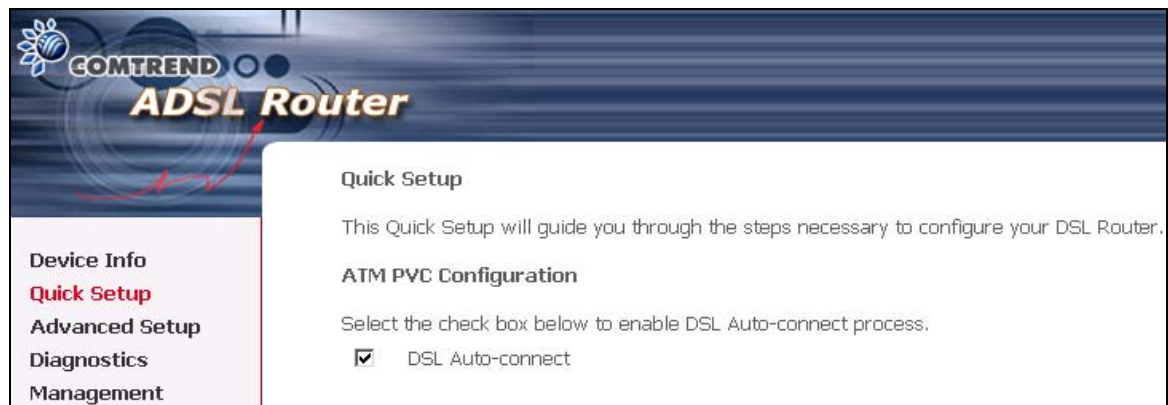 COMTREND
ADSL Router
Device Info
Quick Setup
Advanced Setup
Diagnostics
Management
Quick Setup
This Quick Setup will guide you through the steps necessary to configure your DSL Router.
ATM PVC Configuration
Select the check box below to enable DSL Auto-connect process.
DSL Auto-connect